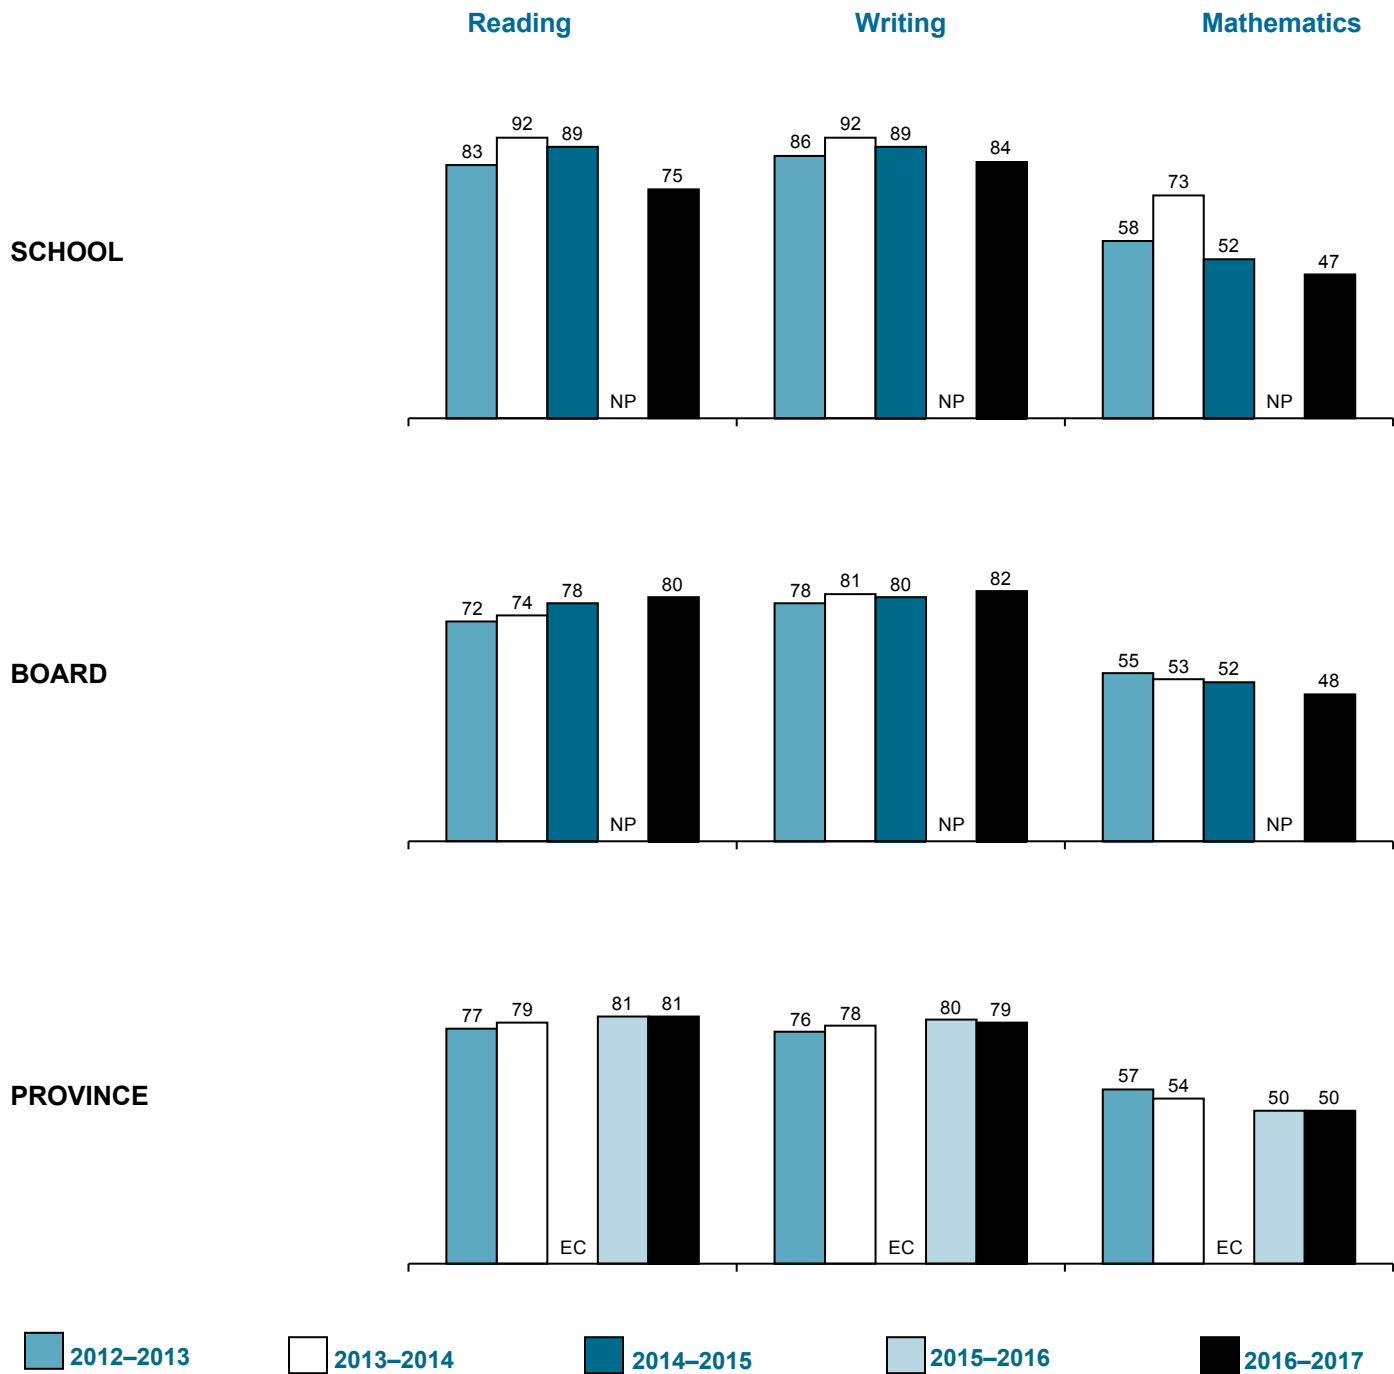 Reading Writing Mathematics
SCHOOL
83 92 89 NP 75
86 92 89 NP 84
58 73 52 NP 47
BOARD
72 74 78 NP 80
78 81 80 NP 82
55 53 52 NP 48
PROVINCE
77 79 EC 81 81
76 78 EC 80 79
57 54 EC 50 50
2012–2013 2013–2014 2014–2015 2015–2016 2016–2017